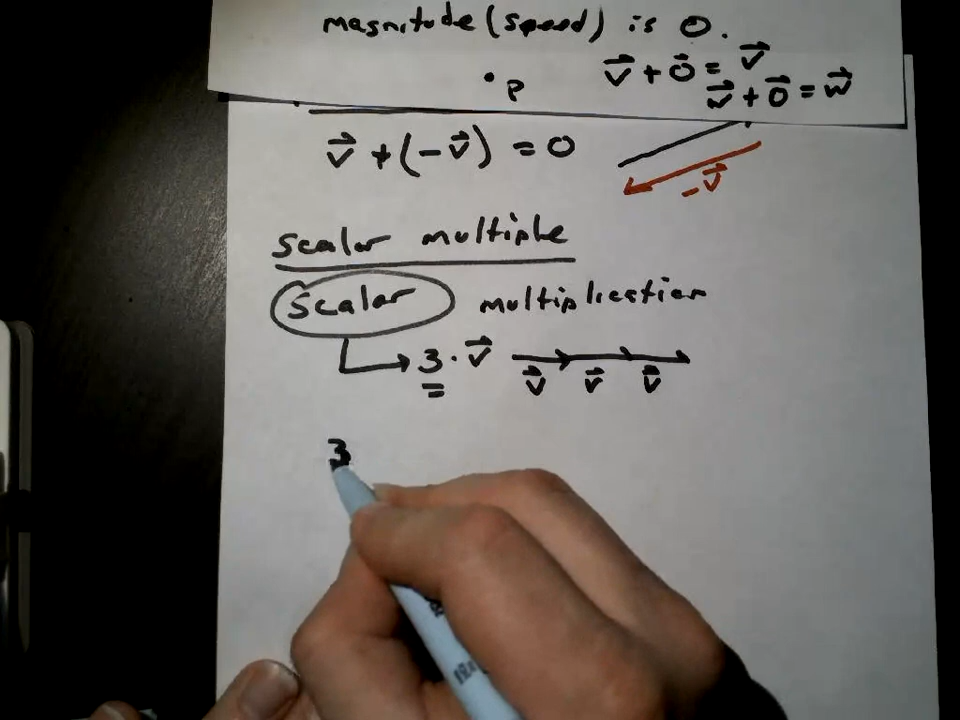 magnitude (speed) is 0.
•p v⃗ + 0⃗ = v⃗
w⃗ + 0⃗ = w⃗
v⃗ + (-v⃗) = 0
-v⃗
scalar multiple
scalar multiplication
3 · v⃗ v⃗ v⃗ v⃗
3